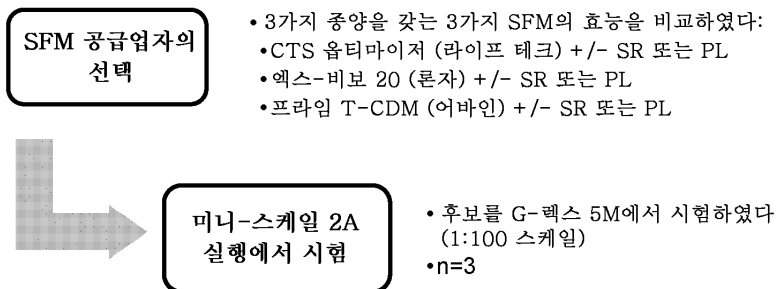 SFM 공급업자의
선택
• 3가지 종양을 갖는 3가지 SFM의 효능을 비교하였다:
•CTS 옵티마이저 (라이프 테크) +/- SR 또는 PL
•엑스-비보 20 (론자) +/- SR 또는 PL
•프라임 T-CDM (어바인) +/- SR 또는 PL
미니-스케일 2A
실행에서 시험
• 후보를 G-렉스 5M에서 시험하였다
(1:100 스케일)
•n=3